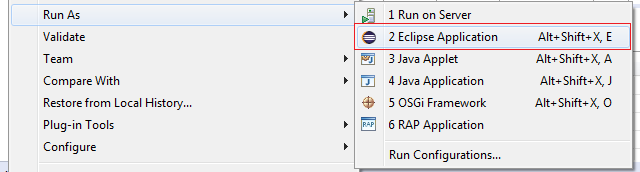 Run As
Validate
Team
Compare With
Restore from Local History...
Plug-in Tools
Configure
1 Run on Server
2 Eclipse Application Alt+Shift+X, E
3 Java Applet Alt+Shift+X, A
4 Java Application Alt+Shift+X, J
5 OSGi Framework Alt+Shift+X, O
RAP 6 RAP Application
Run Configurations...